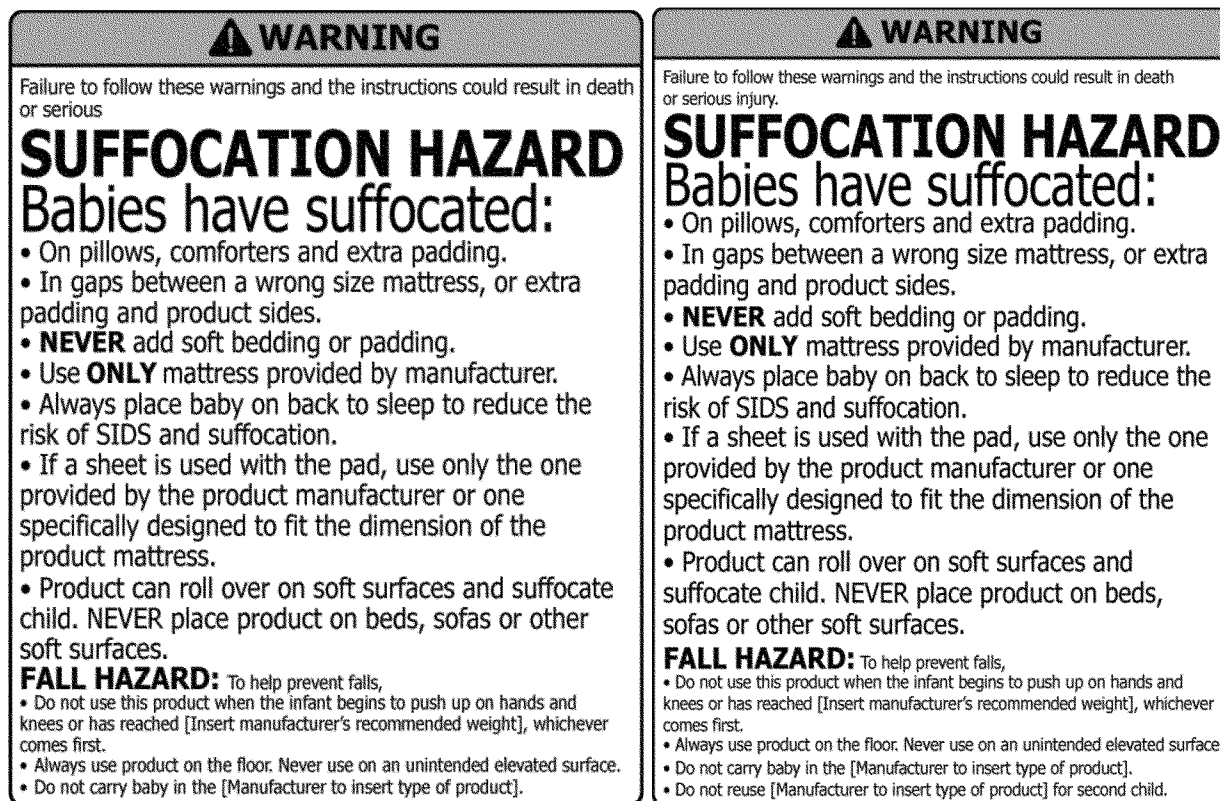 WARNING
Failure to follow these warnings and the instructions could result in death
or serious
SUFFOCATION HAZARD
Babies have suffocated:
• On pillows, comforters and extra padding.
• In gaps between a wrong size mattress, or extra
padding and product sides.
• NEVER add soft bedding or padding.
• Use ONLY mattress provided by manufacturer.
• Always place baby on back to sleep to reduce the
risk of SIDS and suffocation.
• If a sheet is used with the pad, use only the one
provided by the product manufacturer or one
specifically designed to fit the dimension of the
product mattress.
• Product can roll over on soft surfaces and suffocate
child. NEVER place product on beds, sofas or other
soft surfaces.
FALL HAZARD: To help prevent falls,
• Do not use this product when the infant begins to push up on hands and
knees or has reached [Insert manufacturer's recommended weight], whichever
comes first.
• Always use product on the floor. Never use on an unintended elevated surface.
• Do not carry baby in the [Manufacturer to insert type of product].
WARNING
Failure to follow these warnings and the instructions could result in death
or serious injury.
SUFFOCATION HAZARD
Babies have suffocated:
• On pillows, comforters and extra padding.
• In gaps between a wrong size mattress, or extra
padding and product sides.
• NEVER add soft bedding or padding.
• Use ONLY mattress provided by manufacturer.
• Always place baby on back to sleep to reduce the
risk of SIDS and suffocation.
• If a sheet is used with the pad, use only the one
provided by the product manufacturer or one
specifically designed to fit the dimension of the
product mattress.
• Product can roll over on soft surfaces and
suffocate child. NEVER place product on beds,
sofas or other soft surfaces.
FALL HAZARD: To help prevent falls,
• Do not use this product when the infant begins to push up on hands and
knees or has reached [Insert manufacturer's recommended weight], whichever
comes first.
• Always use product on the floor. Never use on an unintended elevated surface
• Do not carry baby in the [Manufacturer to insert type of product].
• Do not reuse [Manufacturer to insert type of product] for second child.